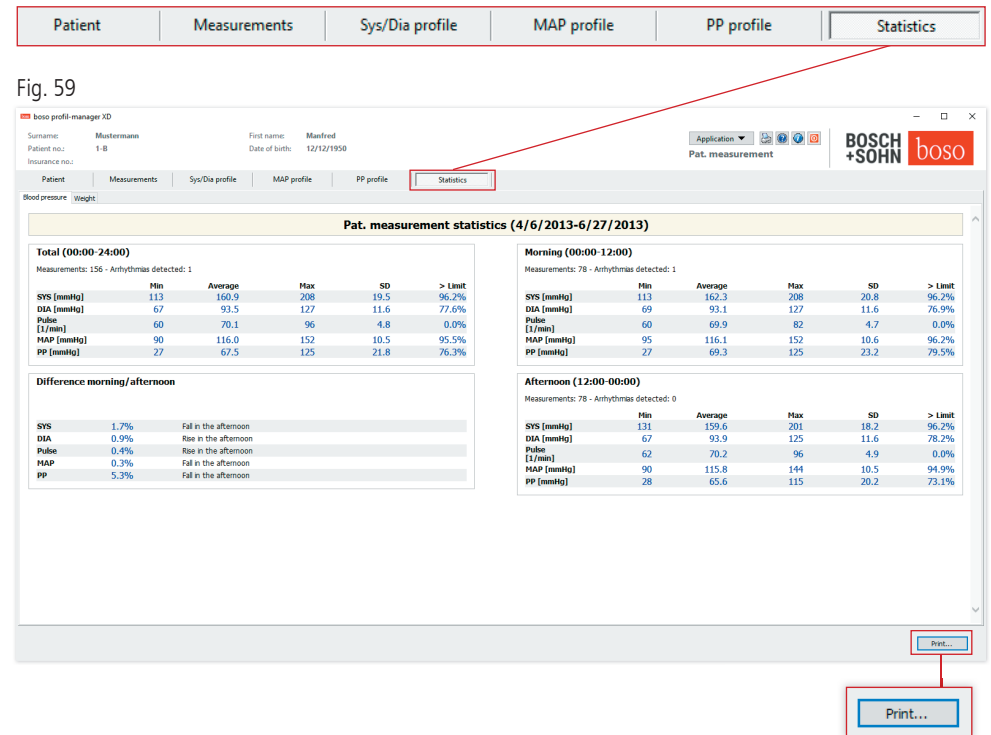 Patient Measurements Sys/Dia profile MAP profile PP profile Statistics
Fig. 59
boso boso profil-manager XD
Surname: Mustermann First name: Manfred
Patient no.: 1-B Date of birth: 12/12/1950
Insurance no.:
Application
Pat. measurement
BOSCH
+SOHN
boso
Patient Measurements Sys/Dia profile MAP profile PP profile Statistics
Blood pressure Weight
Pat. measurement statistics (4/6/2013-6/27/2013)
Total (00:00-24:00)
Measurements: 156 - Arrhythmias detected: 1
Min Average Max SD > Limit
SYS [mmHg] 113 160.9 208 19.5 96.2%
DIA [mmHg] 67 93.5 127 11.6 77.6%
Pulse
[1/min] 60 70.1 96 4.8 0.0%
MAP [mmHg] 90 116.0 152 10.5 95.5%
PP [mmHg] 27 67.5 125 21.8 76.3%
Morning (00:00-12:00)
Measurements: 78 - Arrhythmias detected: 1
Min Average Max SD > Limit
SYS [mmHg] 113 162.3 208 20.8 96.2%
DIA [mmHg] 69 93.1 127 11.6 76.9%
Pulse
[1/min] 60 69.9 82 4.7 0.0%
MAP [mmHg] 95 116.1 152 10.6 96.2%
PP [mmHg] 27 69.3 125 23.2 79.5%
Difference morning/afternoon
SYS 1.7% Fall in the afternoon
DIA 0.9% Rise in the afternoon
Pulse 0.4% Rise in the afternoon
MAP 0.3% Fall in the afternoon
PP 5.3% Fall in the afternoon
Afternoon (12:00-00:00)
Measurements: 78 - Arrhythmias detected: 0
Min Average Max SD > Limit
SYS [mmHg] 131 159.6 201 18.2 96.2%
DIA [mmHg] 67 93.9 125 11.6 78.2%
Pulse
[1/min] 62 70.2 96 4.9 0.0%
MAP [mmHg] 90 115.8 144 10.5 94.9%
PP [mmHg] 28 65.6 115 20.2 73.1%
Print...
Print...